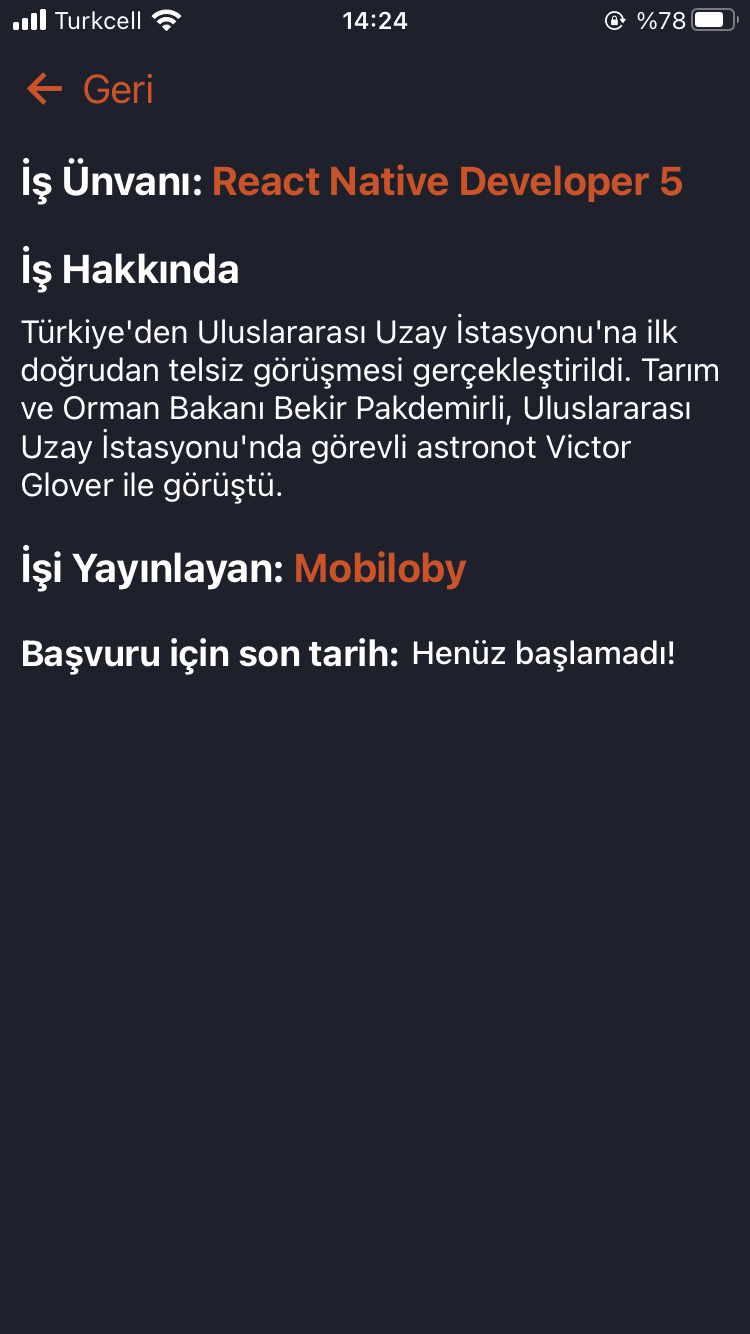 Turkcell 14:24 %78
Geri
İş Ünvanı: React Native Developer 5
İş Hakkında
Türkiye'den Uluslararası Uzay İstasyonu'na ilk
doğrudan telsiz görüşmesi gerçekleştirildi. Tarım
ve Orman Bakanı Bekir Pakdemirli, Uluslararası
Uzay İstasyonu'nda görevli astronot Victor
Glover ile görüştü.
İşi Yayınlayan: Mobiloby
Başvuru için son tarih: Henüz başlamadı!